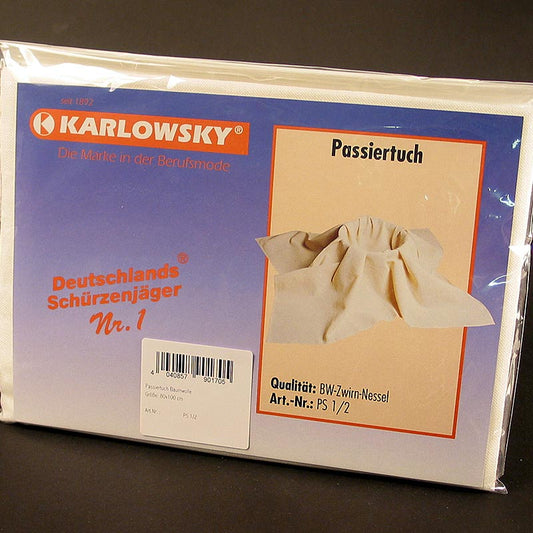 seit 1892
K KARLOWSKY®
Die Marke in der Berufsmode
Passiertuch
Deutschlands®
Schürzenjäger
Nr. 1
4 040857 901705
Passiertuch Baumwolle
Größe: 80x100 cm
Art.Nr.: PS 1/2
Qualität: BW-Zwirn-Nessel
Art.-Nr.: PS 1/2